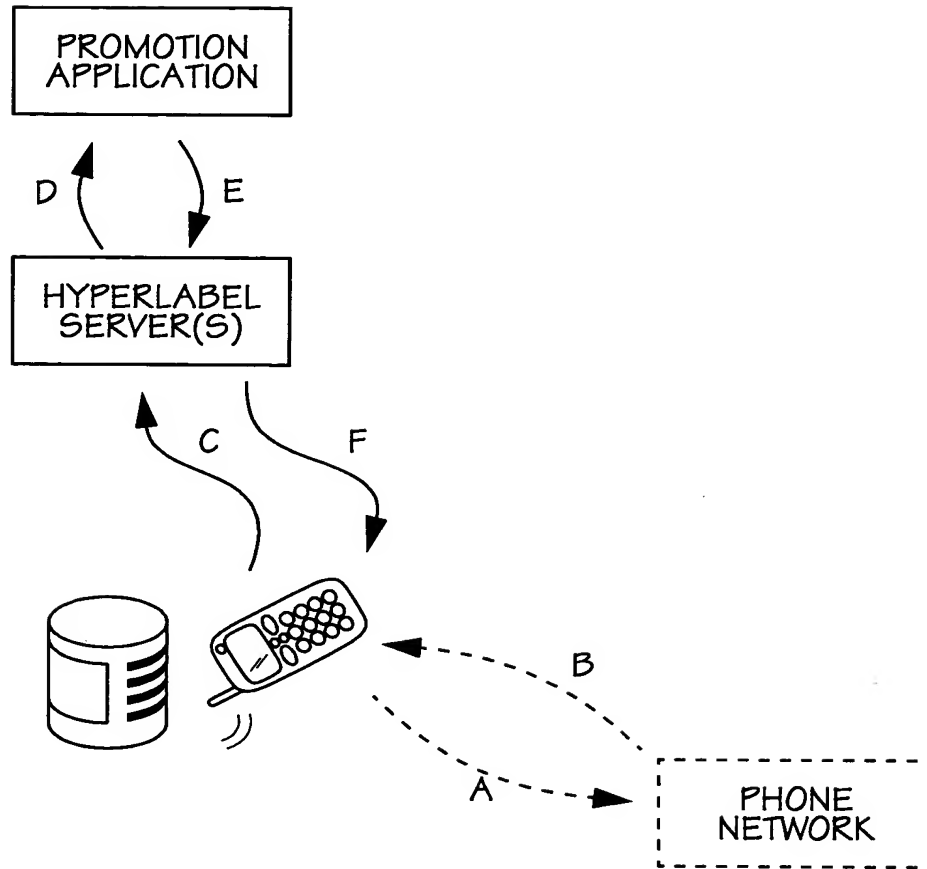 PROMOTION
APPLICATION
D
E
HYPERLABEL
SERVER(S)
C
F
B
A
PHONE
NETWORK